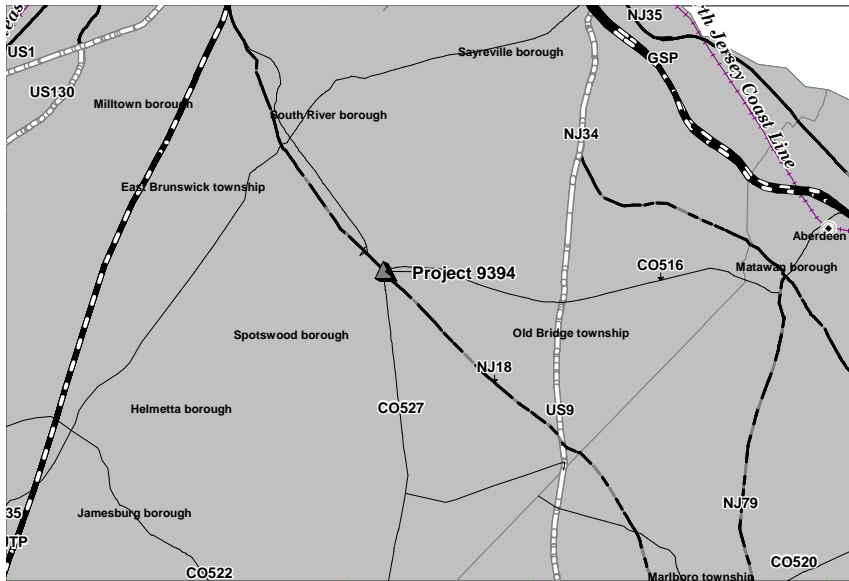 NJ35
US1
Sayreville borough
GSP
US130
Milltown borough
South River borough
NJ34
rth Jersey Coast Line
East Brunswick township
Aberdeen
CO516
Matawan borough
Project 9394
Spotswood borough
Old Bridge township
NJ18
Helmetta borough
CO527
US9
NJ79
35
Jamesburg borough
JTP
CO520
CO522
Marlboro township